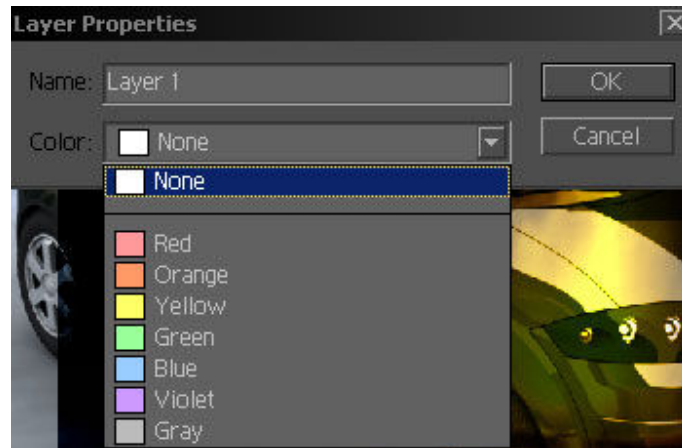 Layer Properties
Name: Layer 1
OK
Color: None
Cancel
None
Red
Orange
Yellow
Green
Blue
Violet
Gray